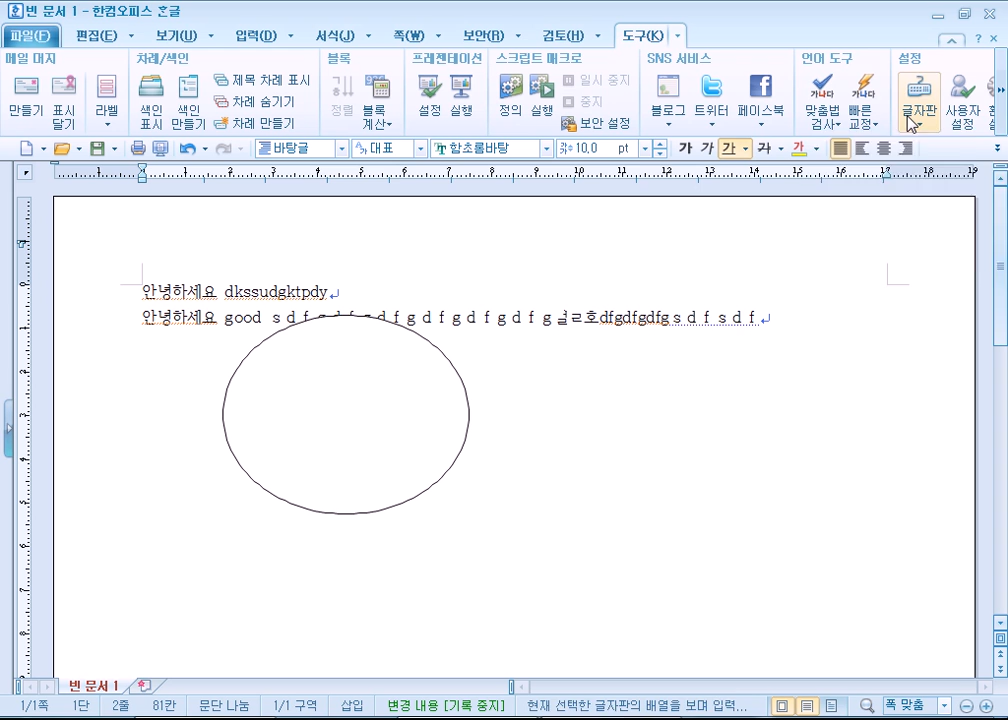 빈 문서 1 - 한컴오피스 한글
파일(F) 편집(E) 보기(U) 입력(D) 서식(J) 쪽(W) 보안(R) 검토(H) 도구(K)
메일 머지
만들기
표시 달기
라벨
차례/색인
색인 표시
색인 만들기
제목 차례 표시
차례 숨기기
차례 만들기
블록
정렬
블록 계산
프레젠테이션
설정
실행
스크립트 매크로
정의
실행
일시 중지
중지
보안 설정
SNS 서비스
블로그
트위터
페이스북
언어 도구
맞춤법 검사
빠른 교정
설정
글자판
사용자 설정
바탕글 대표 함초롬바탕 10,0 pt 가 가 가 가 가
안녕하세요 dkssudgktpdy
안녕하세요 good
dfgdfgdfg s d f s d f
빈 문서 1
1/1쪽 1단 2줄 81칸 문단 나눔 1/1 구역 삽입 변경 내용 [기록 중지] 현재 선택한 글자판의 배열을 보며 입력... 폭 맞춤